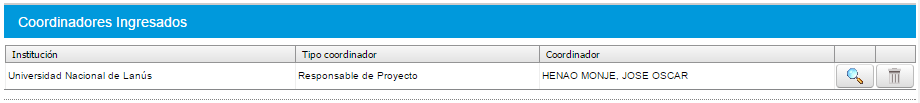 Coordinadores Ingresados
Institución Tipo coordinador Coordinador
Universidad Nacional de Lanús Responsable de Proyecto HENAO MONJE, JOSE OSCAR